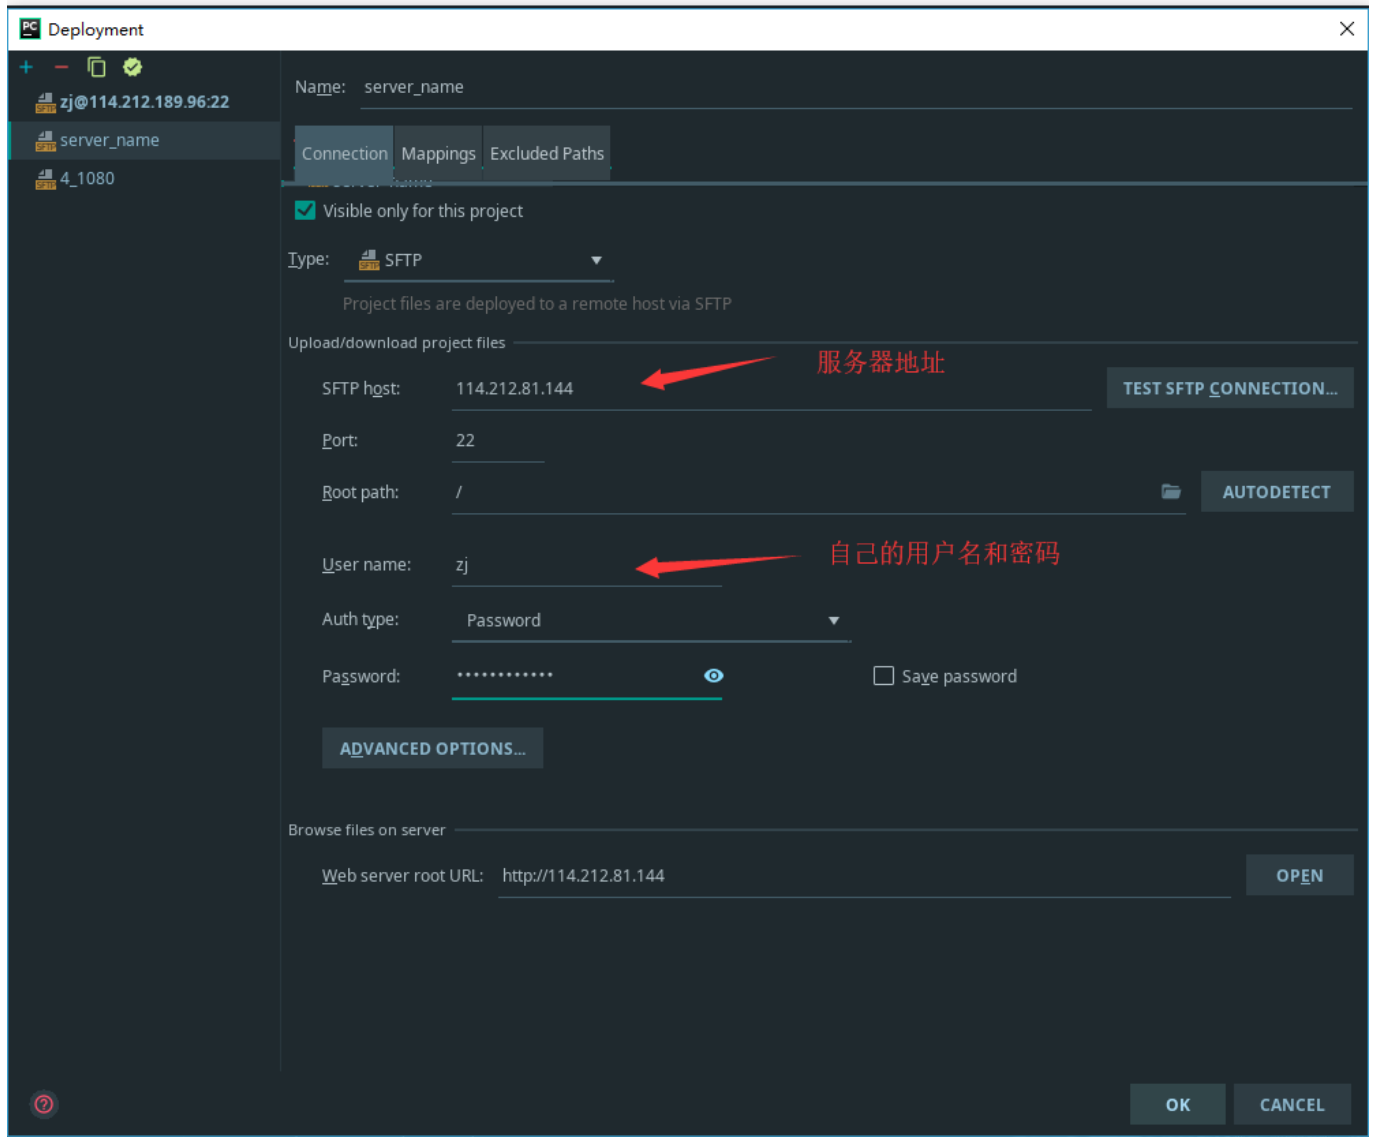 PC Deployment
zj@114.212.189.96:22
server_name
4_1080
Name: server_name
Connection Mappings Excluded Paths
Visible only for this project
Type: SFTP
Project files are deployed to a remote host via SFTP
Upload/download project files
服务器地址
SFTP host: 114.212.81.144 TEST SFTP CONNECTION...
Port: 22
Root path: / AUTODETECT
自己的用户名和密码
User name: zj
Auth type: Password
Password: •••••••••••• Save password
ADVANCED OPTIONS...
Browse files on server
Web server root URL: http://114.212.81.144 OPEN
? OK CANCEL